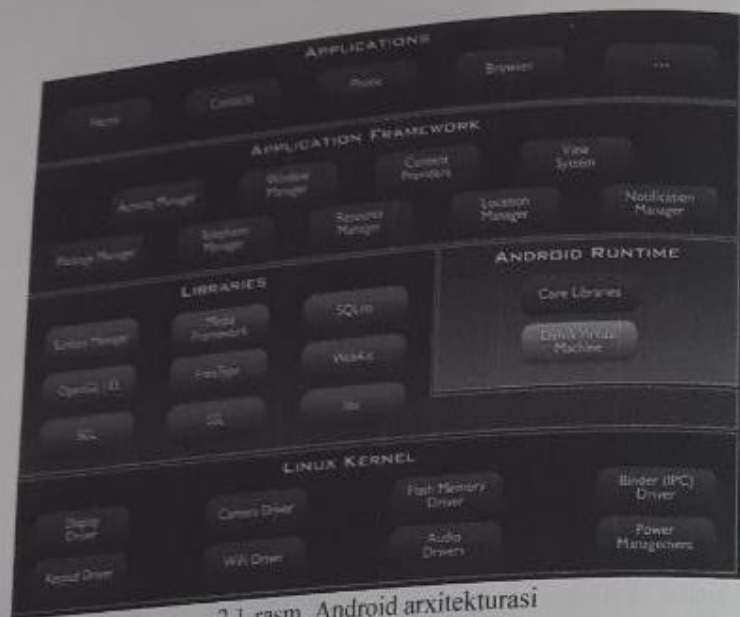 APPLICATIONS
Home
Contacts
Phone
Browser
...
APPLICATION FRAMEWORK
Activity Manager
Window
Manager
Content
Providers
View
System
Package Manager
Telephony
Manager
Resource
Manager
Location
Manager
Notification
Manager
LIBRARIES
Surface Manager
Media
Framework
SQLite
OpenGL | ES
FreeType
WebKit
SGL
SSL
libc
ANDROID RUNTIME
Core Libraries
Dalvik Virtual
Machine
LINUX KERNEL
Display
Driver
Camera Driver
Flash Memory
Driver
Binder (IPC)
Driver
Keypad Driver
WiFi Driver
Audio
Drivers
Power
Management
2.1-rasm. Android arxitekturasi